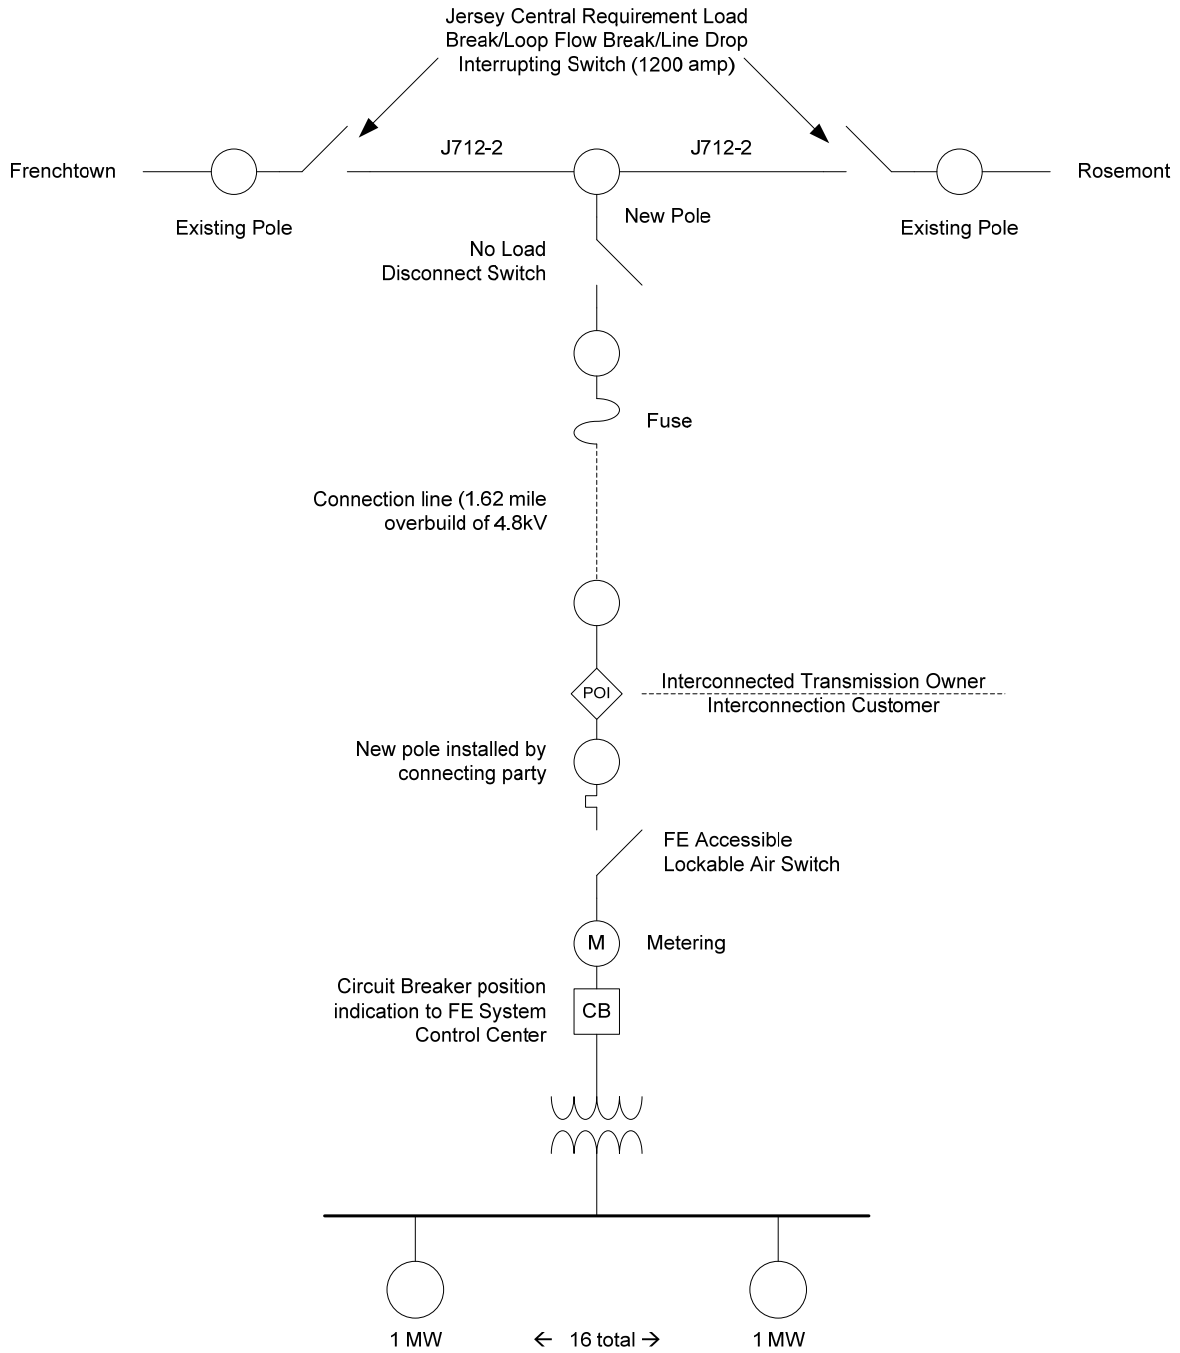 Jersey Central Requirement Load
Break/Loop Flow Break/Line Drop
Interrupting Switch (1200 amp)
J712-2
J712-2
Frenchtown
Rosemont
Existing Pole
New Pole
Existing Pole
No Load
Disconnect Switch
Fuse
Connection line (1.62 mile
overbuild of 4.8kV
POI
Interconnected Transmission Owner
Interconnection Customer
New pole installed by
connecting party
FE Accessible
Lockable Air Switch
M
Metering
Circuit Breaker position
indication to FE System
Control Center
CB
1 MW
← 16 total →
1 MW